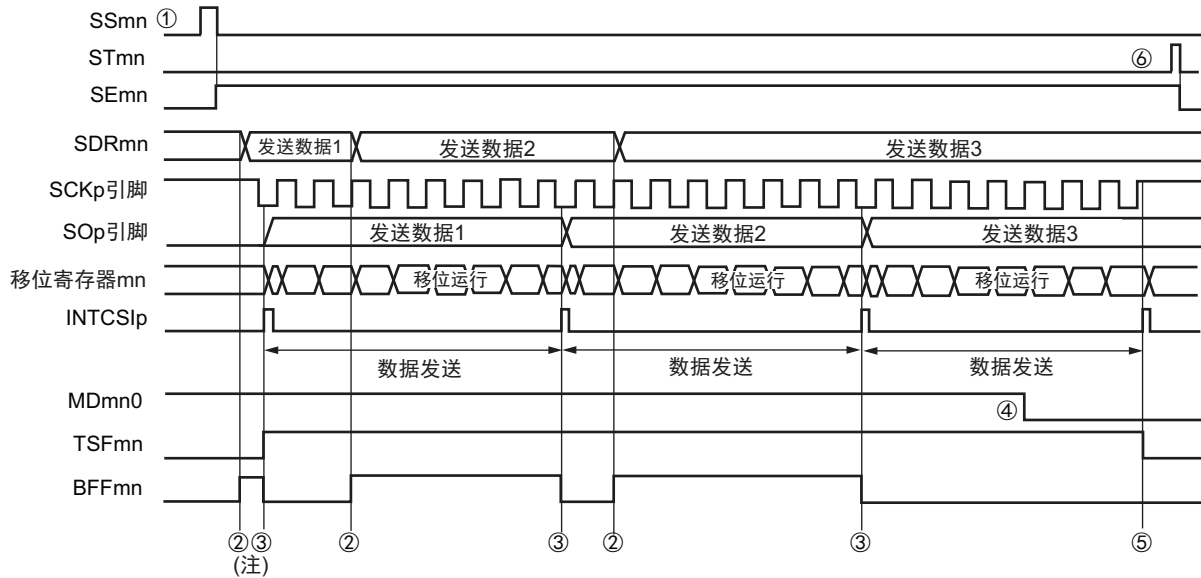 SSmn ①
STmn ⑥
SEmn
SDRmn 发送数据1 发送数据2 发送数据3
SCKp引脚
SOp引脚 发送数据1 发送数据2 发送数据3
移位寄存器mn 移位运行 移位运行 移位运行
INTCSIp
数据发送 数据发送 数据发送
MDmn0 ④
TSFmn
BFFmn
②③ ② ③ ② ③ ⑤
(注)